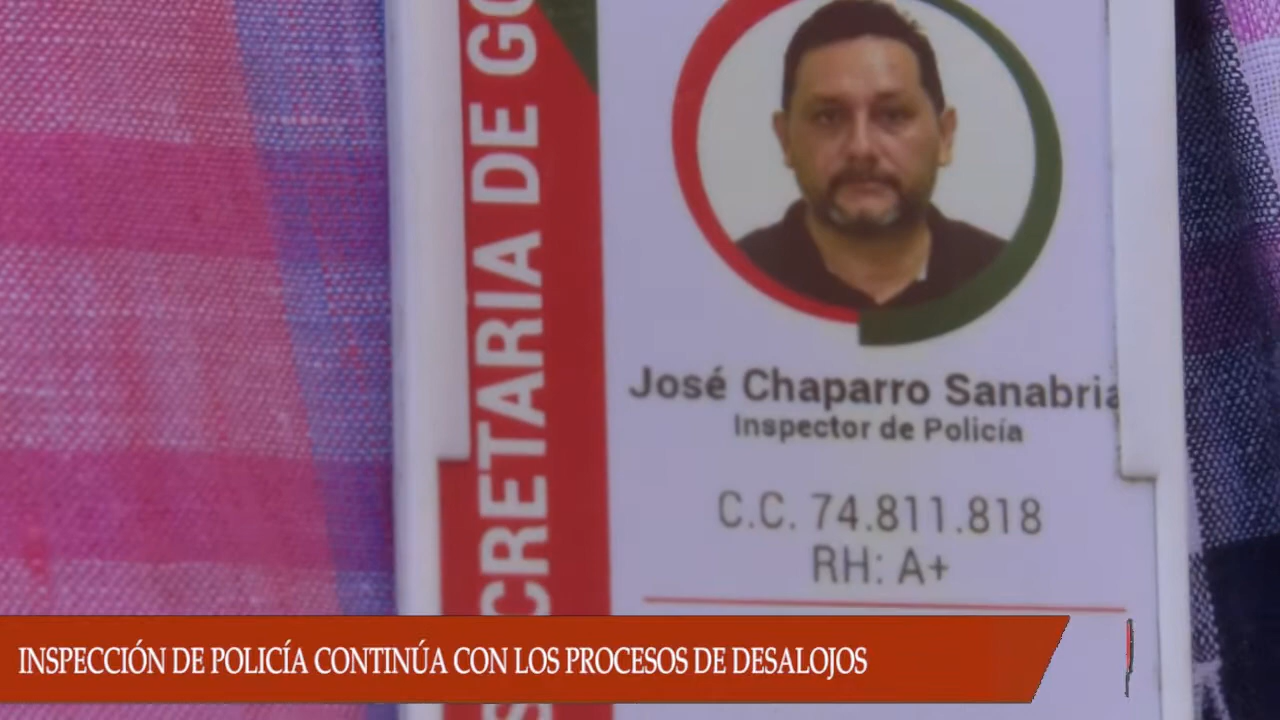 SECRETARIA DE GO
José Chaparro Sanabria
Inspector de Policía
C.C. 74.811.818
RH: A+
INSPECCIÓN DE POLICÍA CONTINÚA CON LOS PROCESOS DE DESALOJOS